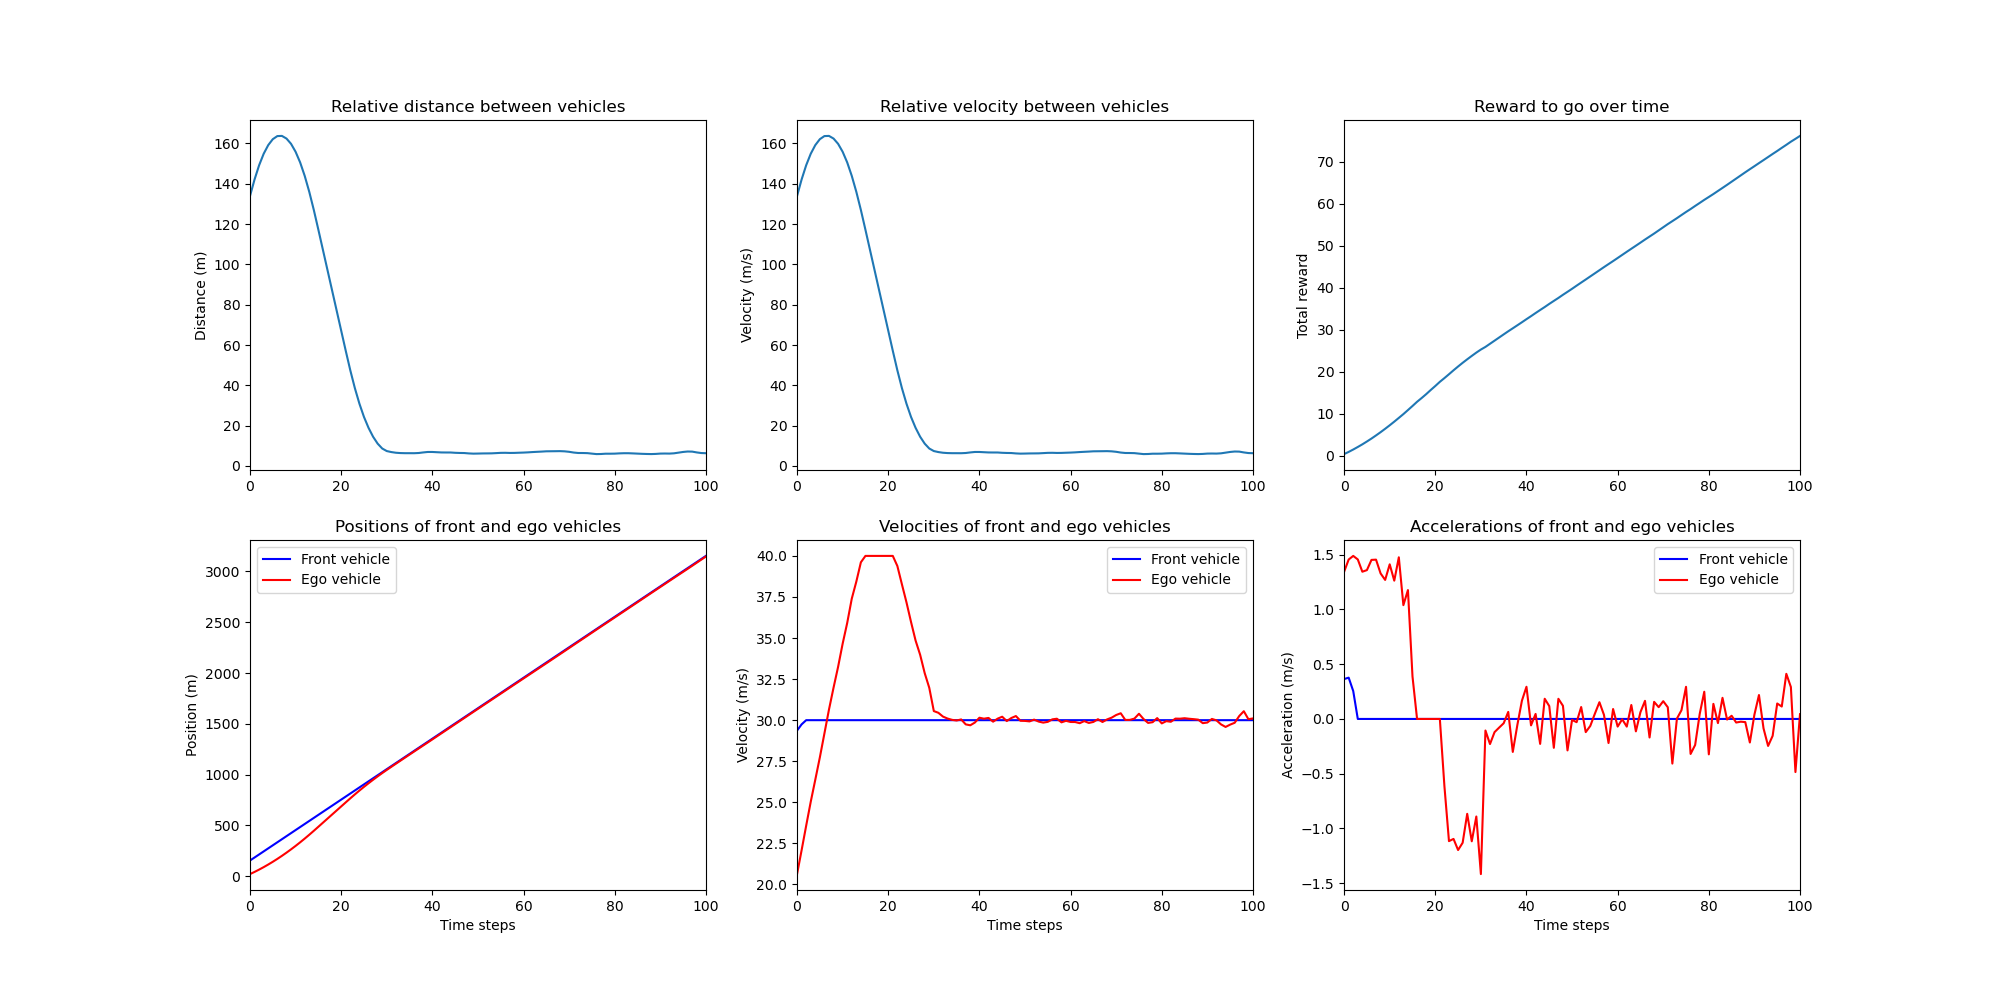 Relative distance between vehicles
Distance (m)
0 20 40 60 80 100 120 140 160
0 20 40 60 80 100
Relative velocity between vehicles
Velocity (m/s)
0 20 40 60 80 100 120 140 160
0 20 40 60 80 100
Reward to go over time
Total reward
0 10 20 30 40 50 60 70
0 20 40 60 80 100
Positions of front and ego vehicles
Front vehicle
Ego vehicle
Position (m)
0 500 1000 1500 2000 2500 3000
0 20 40 60 80 100
Time steps
Velocities of front and ego vehicles
Front vehicle
Ego vehicle
Velocity (m/s)
20.0 22.5 25.0 27.5 30.0 32.5 35.0 37.5 40.0
0 20 40 60 80 100
Time steps
Accelerations of front and ego vehicles
Front vehicle
Ego vehicle
Acceleration (m/s)
−1.5 −1.0 −0.5 0.0 0.5 1.0 1.5
0 20 40 60 80 100
Time steps